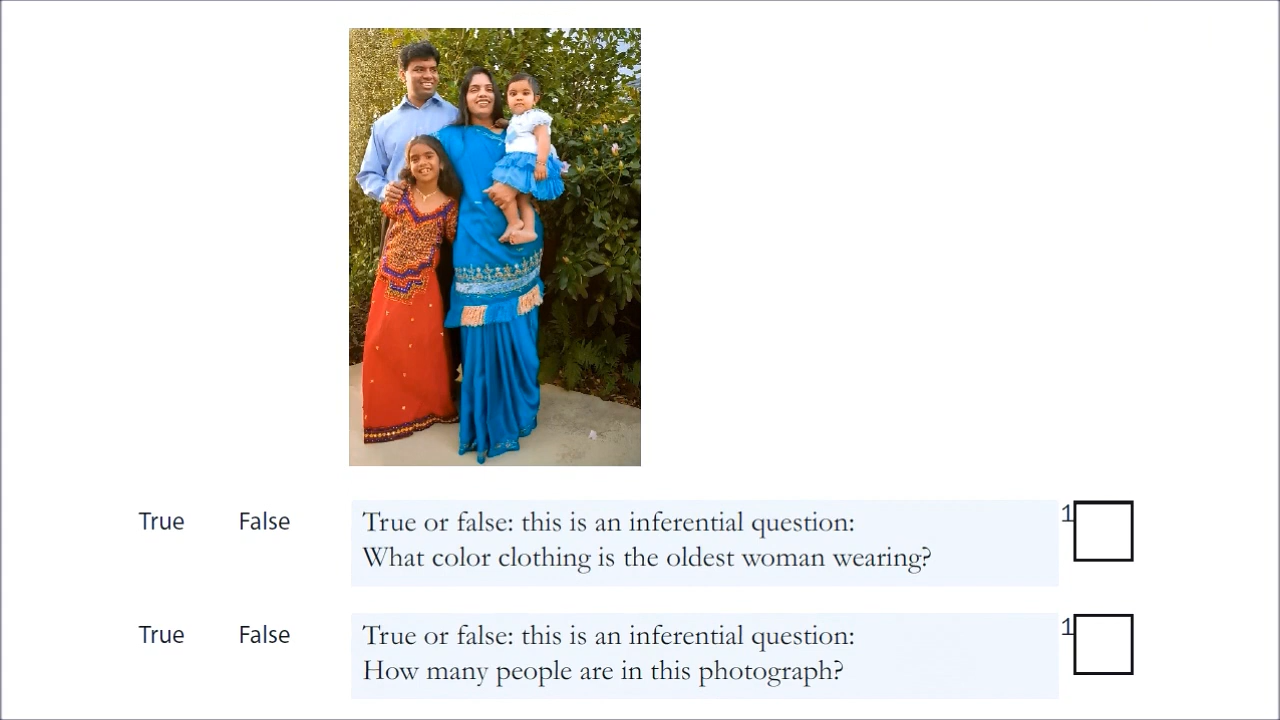 True False True or false: this is an inferential question: 1
What color clothing is the oldest woman wearing?
True False True or false: this is an inferential question: 1
How many people are in this photograph?